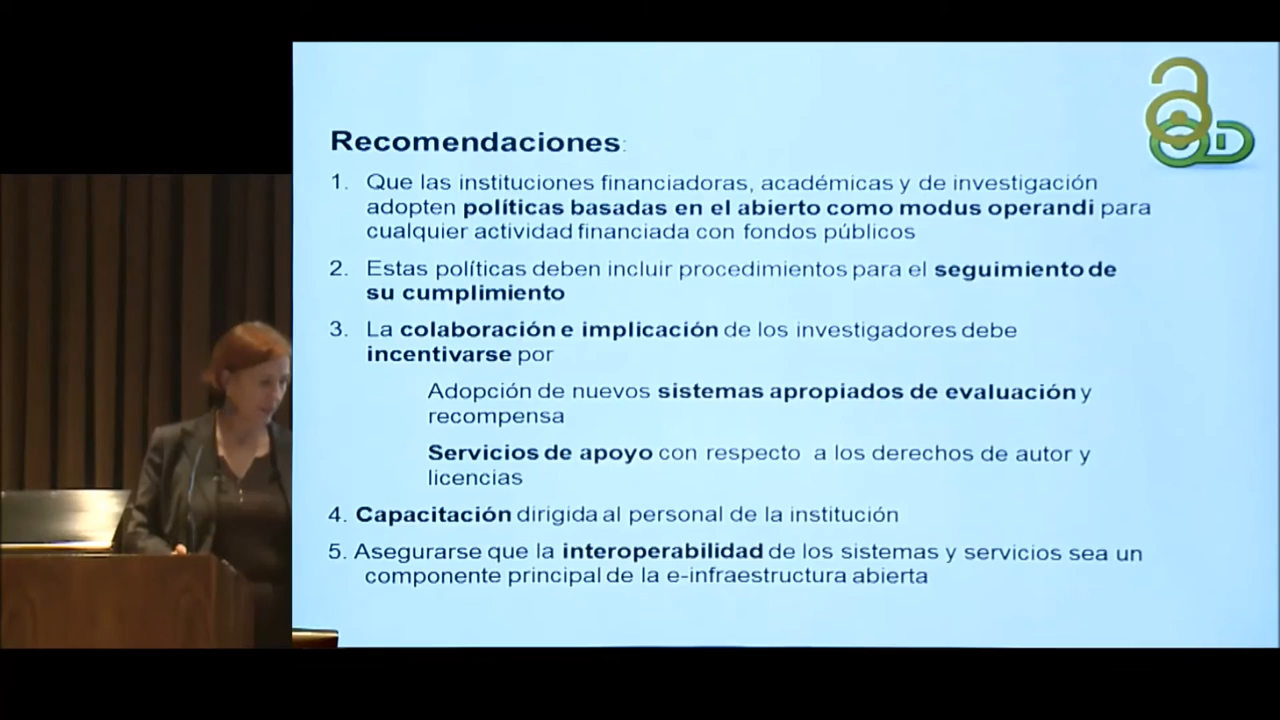 Recomendaciones:
1. Que las instituciones financiadoras, académicas y de investigación
adopten políticas basadas en el abierto como modus operandi para
cualquier actividad financiada con fondos públicos
2. Estas políticas deben incluir procedimientos para el seguimiento de
su cumplimiento
3. La colaboración e implicación de los investigadores debe
incentivarse por
Adopción de nuevos sistemas apropiados de evaluación y
recompensa
Servicios de apoyo con respecto a los derechos de autor y
licencias
4. Capacitación dirigida al personal de la institución
5. Asegurarse que la interoperabilidad de los sistemas y servicios sea un
componente principal de la e-infraestructura abierta